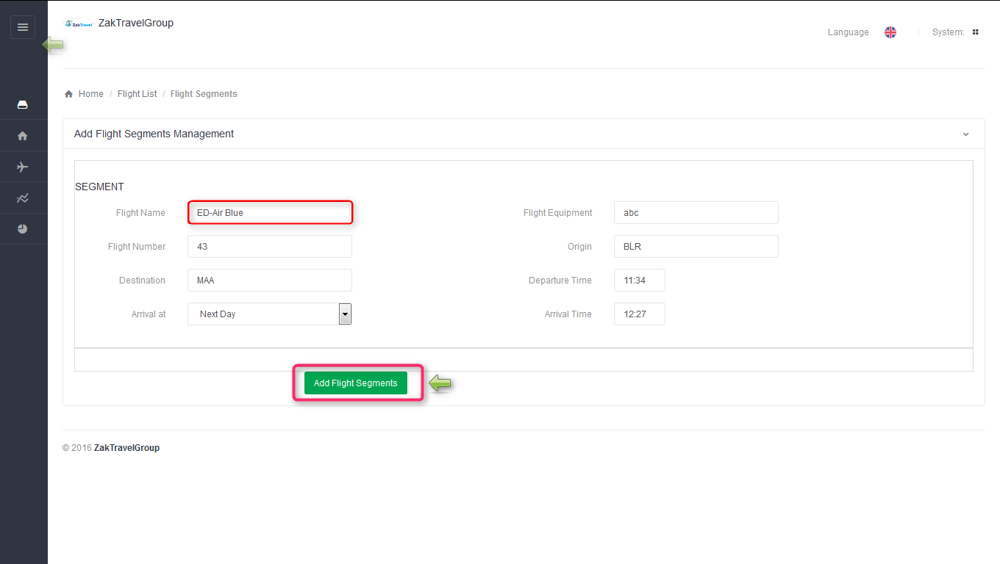 ZakTravel ZakTravelGroup
Language System:
Home / Flight List / Flight Segments
Add Flight Segments Management
SEGMENT
Flight Name ED-Air Blue Flight Equipment abc
Flight Number 43 Origin BLR
Destination MAA Departure Time 11:34
Arrival at Next Day Arrival Time 12:27
Add Flight Segments
© 2016 ZakTravelGroup